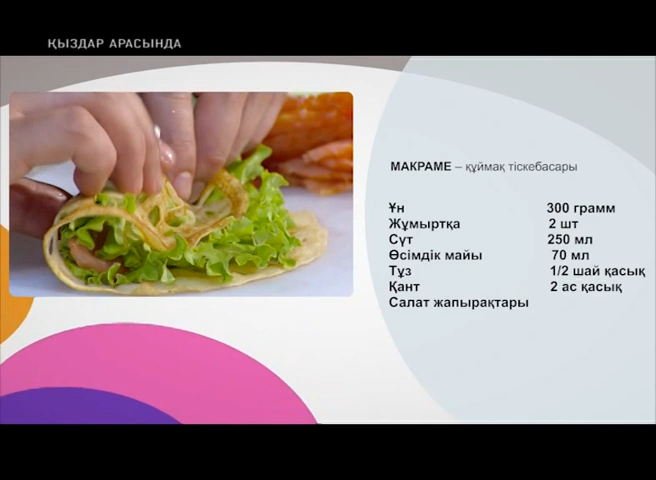 ҚЫЗДАР АРАСЫНДА
МАКРАМЕ – құймақ тіскебасары
Ұн 300 грамм
Жұмыртқа 2 шт
Сүт 250 мл
Өсімдік майы 70 мл
Тұз 1/2 шай қасық
Қант 2 ас қасық
Салат жапырақтары